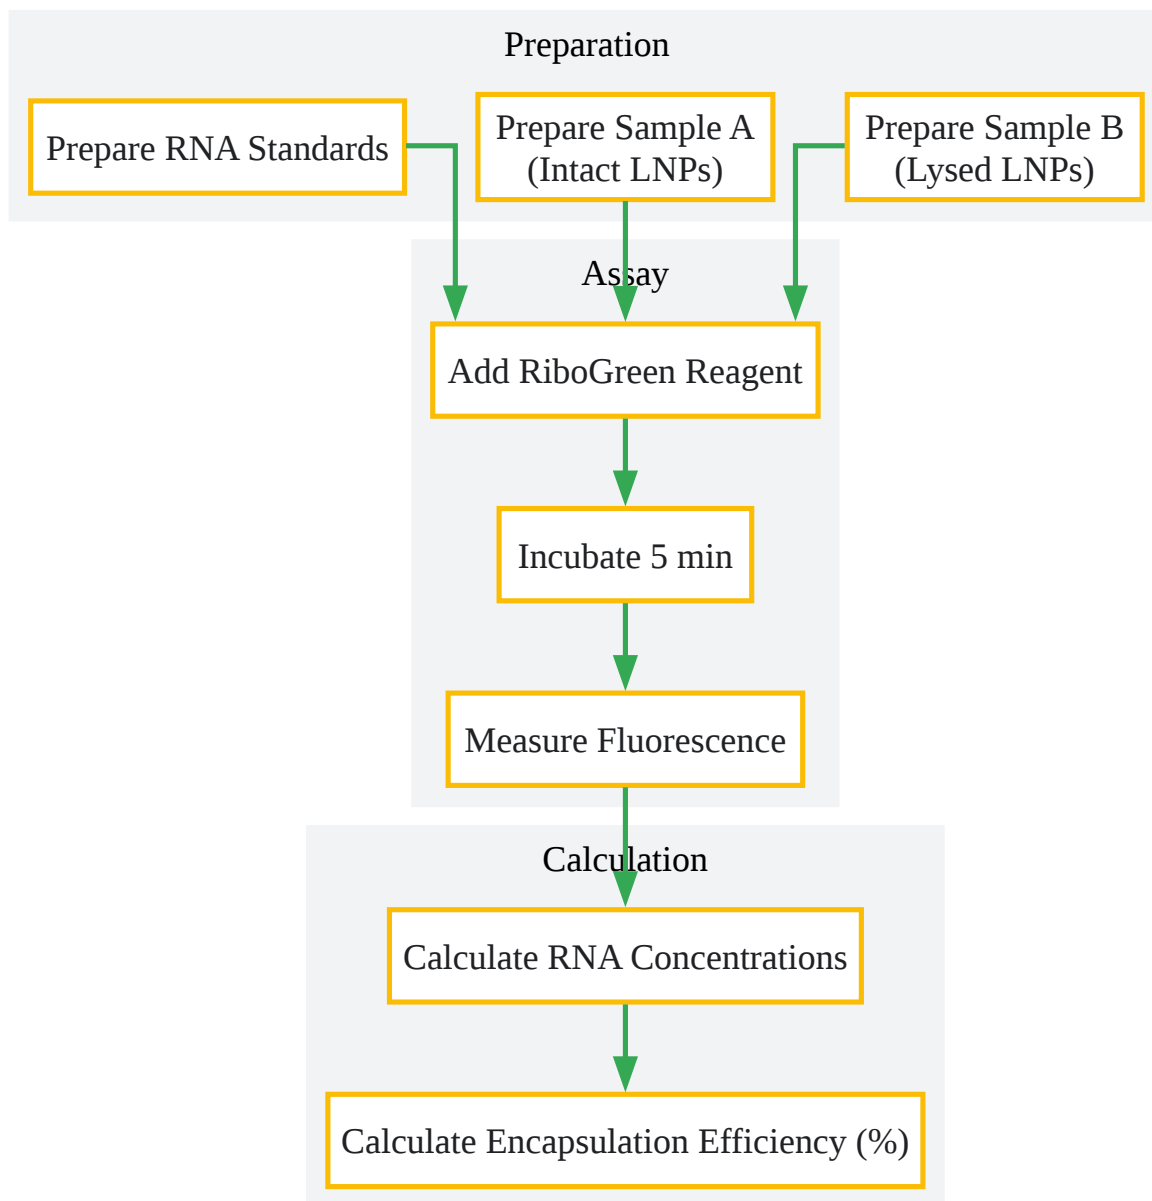 Preparation
Prepare RNA Standards
Prepare Sample A
(Intact LNPs)
Prepare Sample B
(Lysed LNPs)
Assay
Add RiboGreen Reagent
Incubate 5 min
Measure Fluorescence
Calculation
Calculate RNA Concentrations
Calculate Encapsulation Efficiency (%)